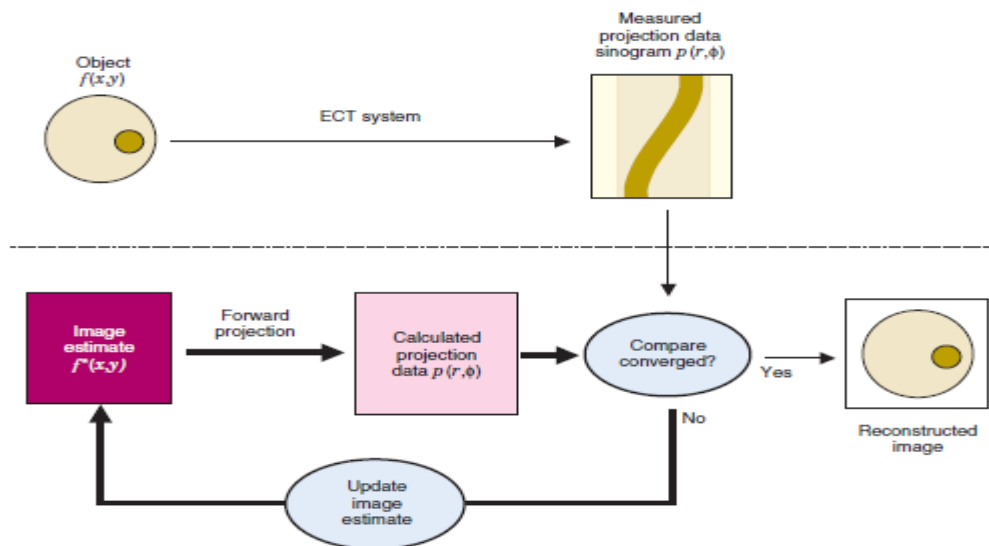 Measured
projection data
sinogram p (r,ϕ)
Object
f(x,y)
ECT system
Image
estimate
f*(x,y)
Forward
projection
Calculated
projection
data p (r,ϕ)
Compare
converged?
Yes
No
Reconstructed
image
Update
image
estimate